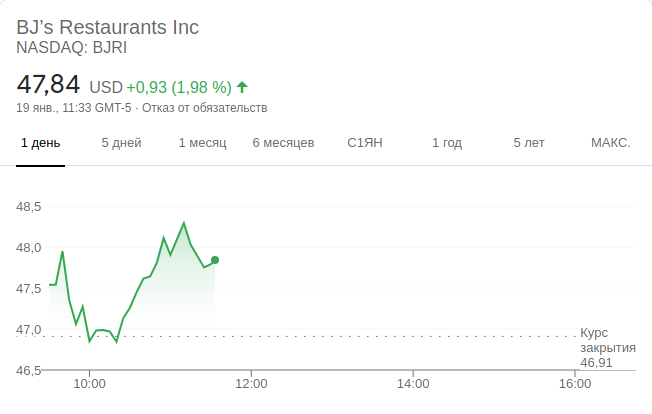 BJ’s Restaurants Inc
NASDAQ: BJRI
47,84 USD +0,93 (1,98 %)
19 янв., 11:33 GMT-5 · Отказ от обязательств
1 день 5 дней 1 месяц 6 месяцев С1ЯН 1 год 5 лет МАКС.
48,5
48,0
47,5
47,0
46,5
Курс
закрытия
46,91
10:00 12:00 14:00 16:00